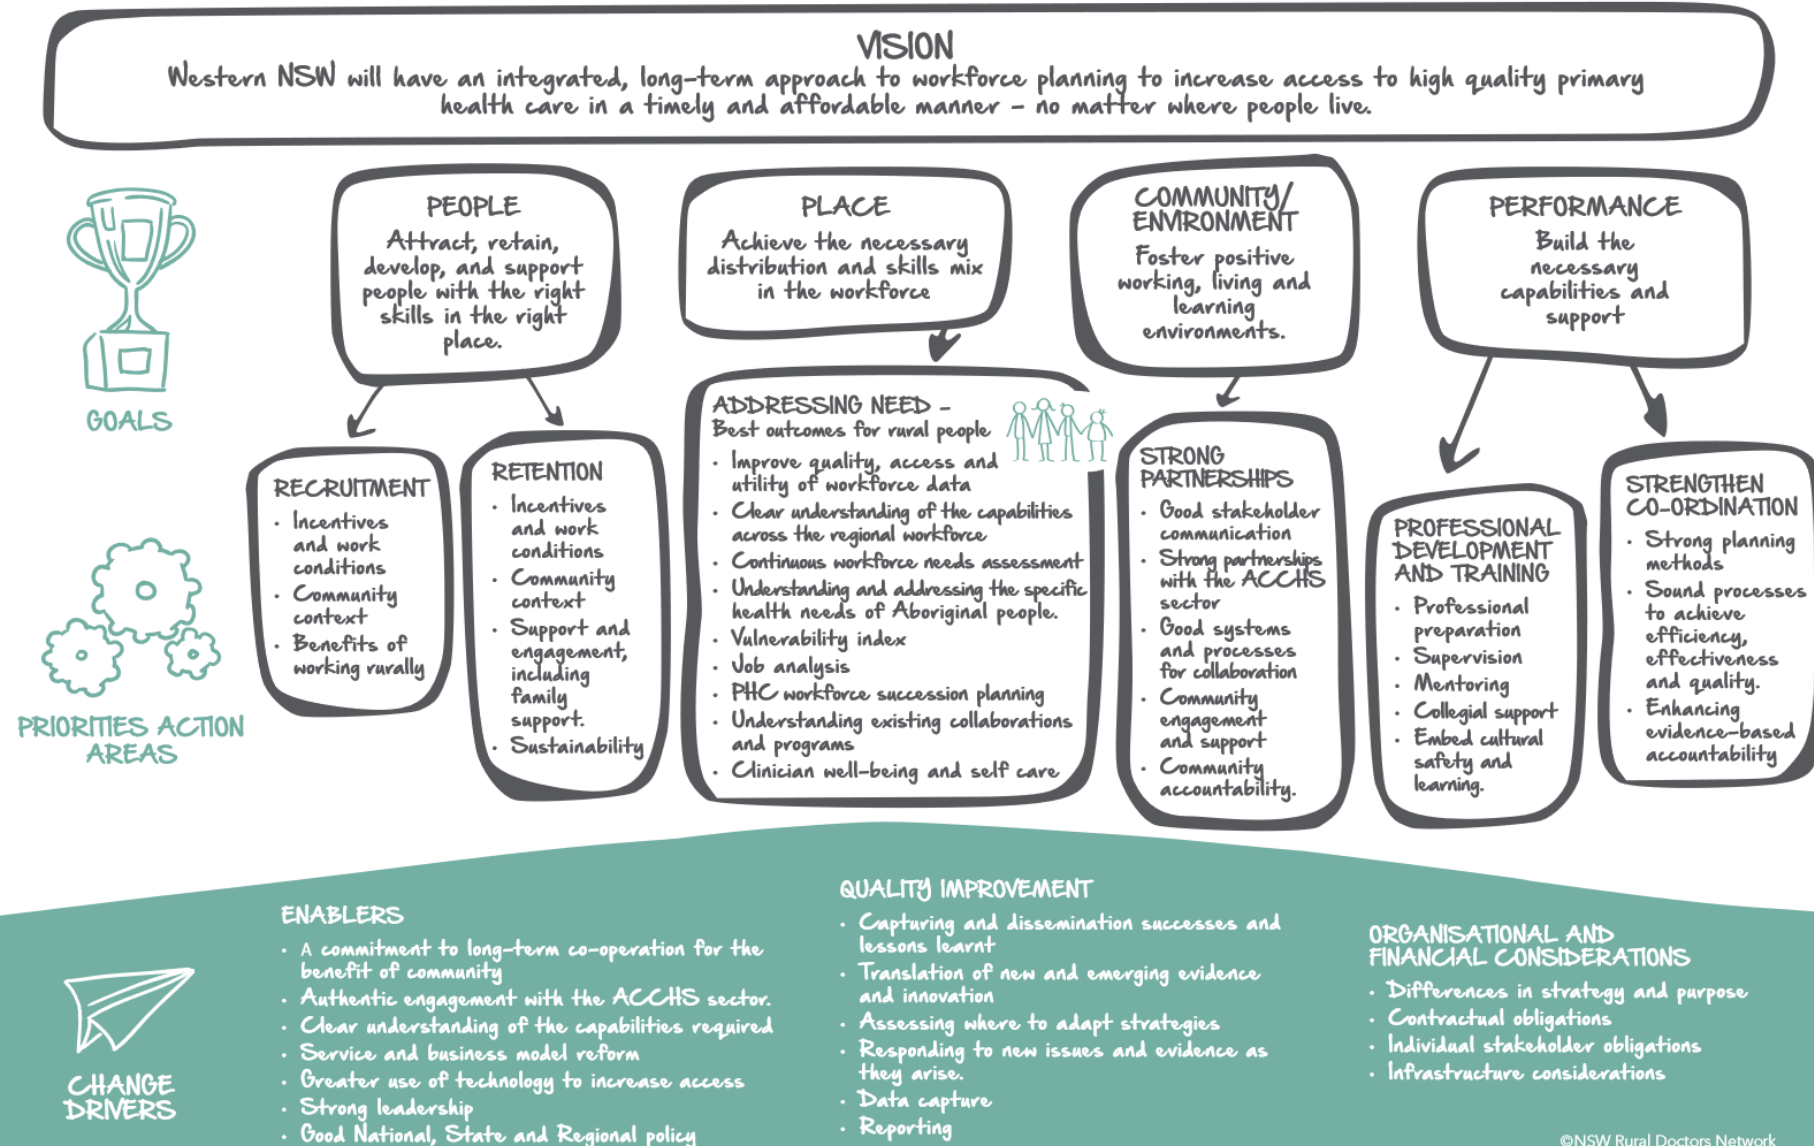 VISION
Western NSW will have an integrated, long-term approach to workforce planning to increase access to high quality primary
health care in a timely and affordable manner – no matter where people live.
GOALS
PEOPLE
Attract, retain,
develop, and support
people with the right
skills in the right
place.
PLACE
Achieve the necessary
distribution and skills mix
in the workforce
COMMUNITY/
ENVIRONMENT
Foster positive
working, living and
learning
environments.
PERFORMANCE
Build the
necessary
capabilities and
support
PRIORITIES ACTION
AREAS
RECRUITMENT
• Incentives
and work
conditions
• Community
context
• Benefits of
working rurally
RETENTION
• Incentives
and work
conditions
• Community
context
• Support and
engagement,
including
family
support.
• Sustainability
ADDRESSING NEED –
Best outcomes for rural people
• Improve quality, access and
utility of workforce data
• Clear understanding of the capabilities
across the regional workforce
• Continuous workforce needs assessment
• Understanding and addressing the specific
health needs of Aboriginal people.
• Vulnerability index
• Job analysis
• PHC workforce succession planning
• Understanding existing collaborations
and programs
• Clinician well-being and self care
STRONG
PARTNERSHIPS
• Good stakeholder
communication
• Strong partnerships
with the ACCHS
sector
• Good systems
and processes
for collaboration
• Community
engagement
and support
• Community
accountability.
PROFESSIONAL
DEVELOPMENT
AND TRAINING
• Professional
preparation
• Supervision
• Mentoring
• Collegial support
• Embed cultural
safety and
learning.
STRENGTHEN
CO-ORDINATION
• Strong planning
methods
• Sound processes
to achieve
efficiency,
effectiveness
and quality.
• Enhancing
evidence-based
accountability
CHANGE
DRIVERS
ENABLERS
• A commitment to long-term co-operation for the
benefit of community
• Authentic engagement with the ACCHS sector.
• Clear understanding of the capabilities required
• Service and business model reform
• Greater use of technology to increase access
• Strong leadership
• Good National, State and Regional policy
QUALITY IMPROVEMENT
• Capturing and dissemination successes and
lessons learnt
• Translation of new and emerging evidence
and innovation
• Assessing where to adapt strategies
• Responding to new issues and evidence as
they arise.
• Data capture
• Reporting
ORGANISATIONAL AND
FINANCIAL CONSIDERATIONS
• Differences in strategy and purpose
• Contractual obligations
• Individual stakeholder obligations
• Infrastructure considerations
©NSW Rural Doctors Network